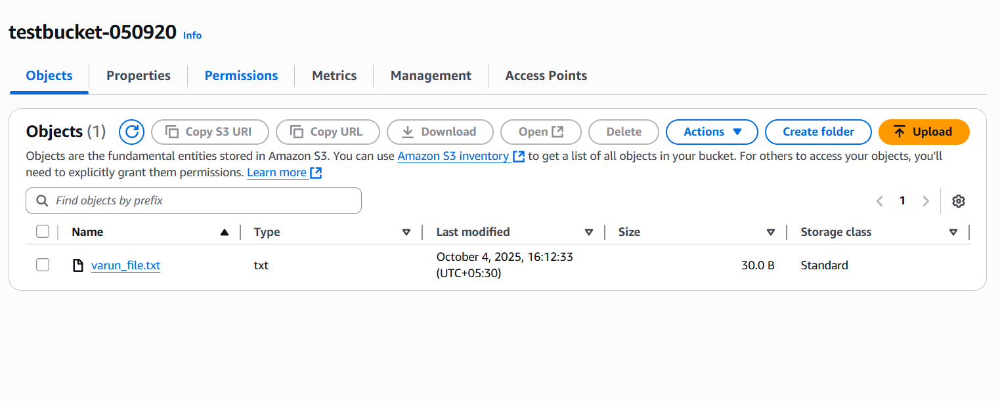 testbucket-050920 Info
Objects Properties Permissions Metrics Management Access Points
Objects (1) Copy S3 URI Copy URL Download Open Delete Actions Create folder Upload
Objects are the fundamental entities stored in Amazon S3. You can use Amazon S3 inventory to get a list of all objects in your bucket. For others to access your objects, you'll
need to explicitly grant them permissions. Learn more
Find objects by prefix 1
Name Type Last modified Size Storage class
varun_file.txt txt October 4, 2025, 16:12:33 30.0 B Standard
(UTC+05:30)